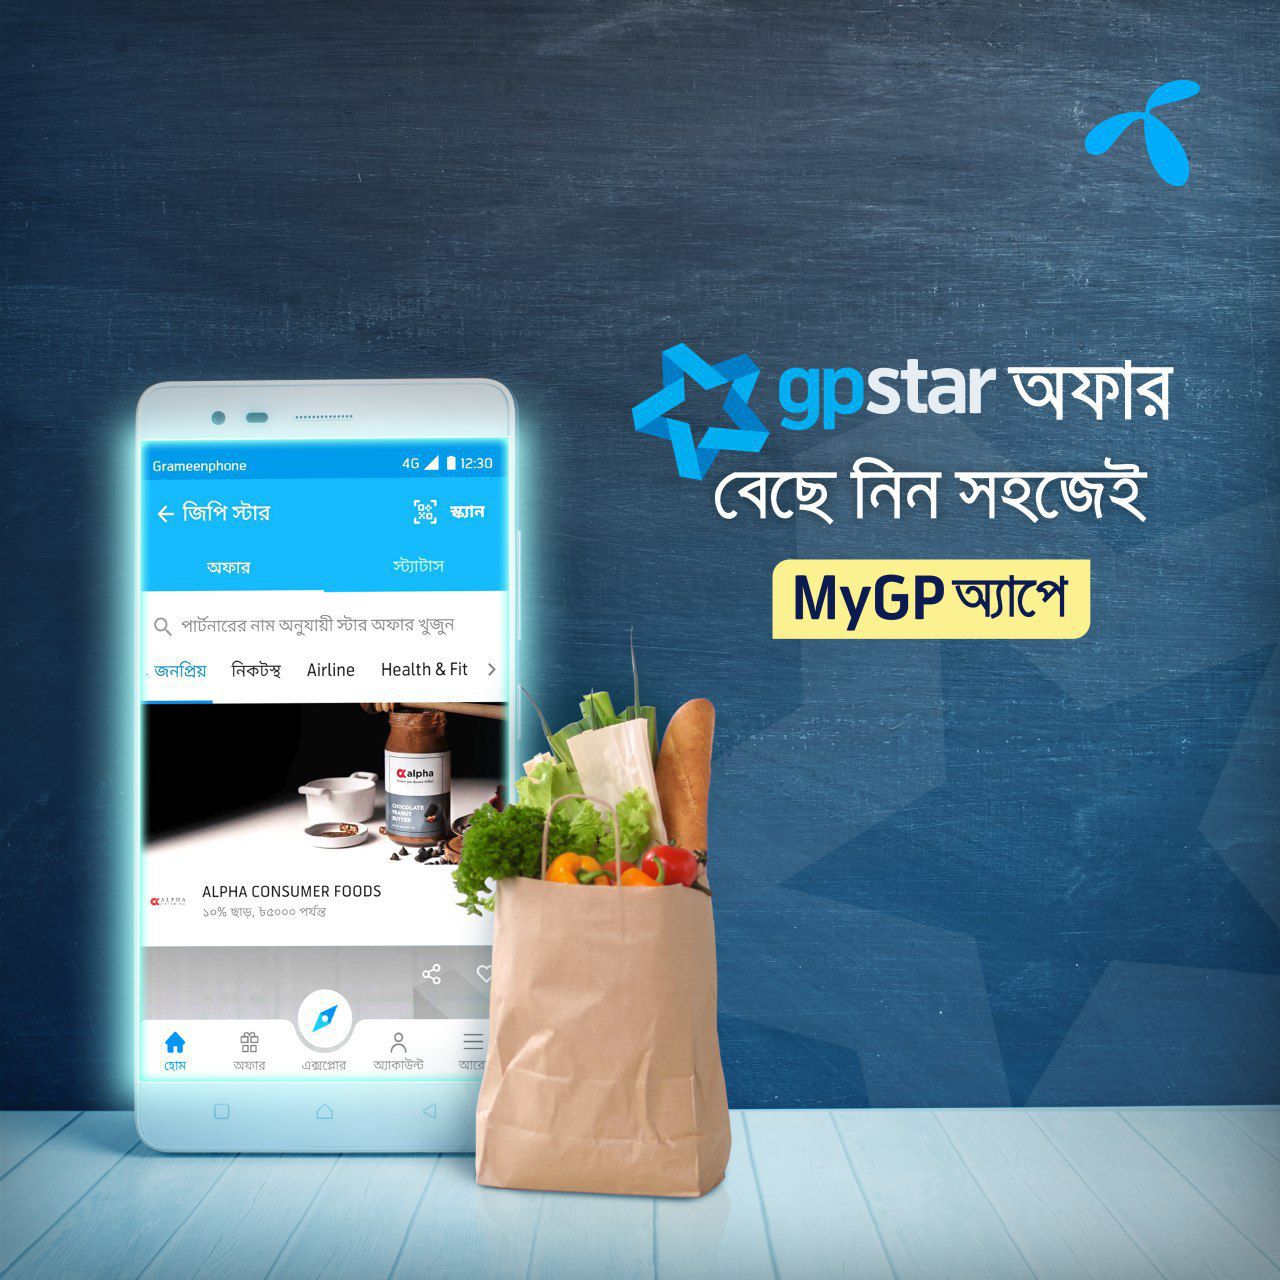 gpstar অফার
বেছে নিন সহজেই
MyGP অ্যাপে
Grameenphone 4G 12:30
জিপি স্টার স্ক্যান
অফার স্ট্যাটাস
পার্টনারের নাম অনুযায়ী স্টার অফার খুজুন
জনপ্রিয় নিকটস্থ Airline Health & Fit
alpha
CHOCOLATE
PEANUT
BUTTER
ALPHA CONSUMER FOODS
ALPHA
১০% ছাড়, ৳৫০০০ পর্যন্ত
হোম অফার এক্সপ্লোর অ্যাকাউন্ট